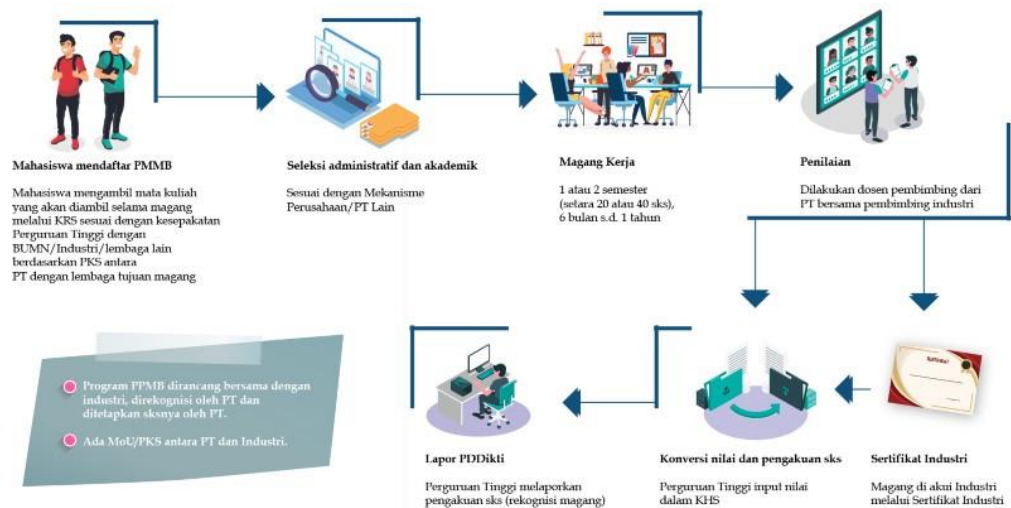 Mahasiswa mendaftar PMMB
Mahasiswa mengambil mata kuliah
yang akan diambil selama magang
melalui KRS sesuai dengan kesepakatan
Perguruan Tinggi dengan
BUMN/Industri/lembaga lain
berdasarkan PKS antara
PT dengan lembaga tujuan magang
Seleksi administratif dan akademik
Sesuai dengan Mekanisme
Perusahaan/PT Lain
Magang Kerja
1 atau 2 semester
(setara 20 atau 40 sks),
6 bulan s.d. 1 tahun
Penilaian
Dilakukan dosen pembimbing dari
PT bersama pembimbing industri
Program PPMB dirancang bersama dengan
industri, direkognisi oleh PT dan
ditetapkan sksnya oleh PT.
Ada MoU/PKS antara PT dan Industri.
Lapor PDDikti
Perguruan Tinggi melaporkan
pengakuan sks (rekognisi magang)
Konversi nilai dan pengakuan sks
Perguruan Tinggi input nilai
dalam KHS
Sertifikat Industri
Magang di akui Industri
melalui Sertifikat Industri